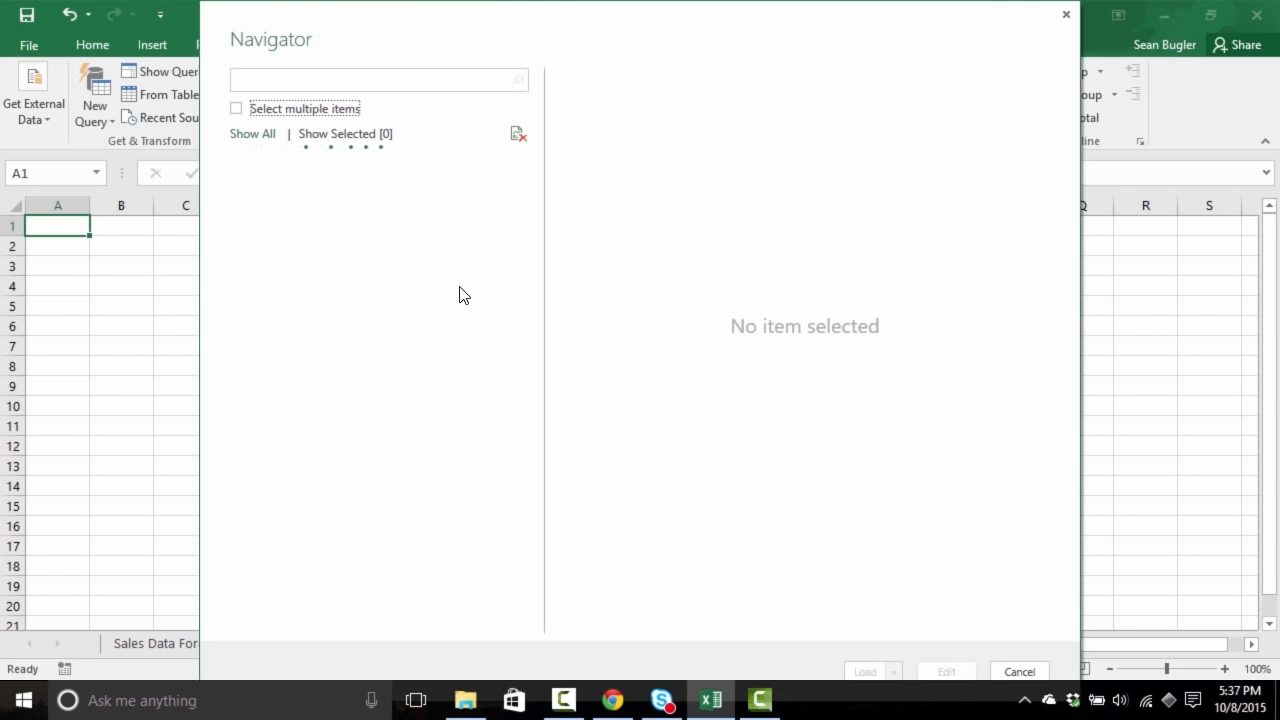 Navigator
File
Home
Insert
Sean Bugler
Share
Get External
Data
New
Query
Show Quer
From Table
Recent Sou
Get & Transform
Select multiple items
Show All | Show Selected [0]
oup
otal
line
A1
A B C
R S
1
2
3
4
5
6
7
8
9
10
11
12
13
14
15
16
17
18
19
20
21
No item selected
Sales Data For
Load
Edit
Cancel
Ready
100%
Ask me anything
5:37 PM
10/8/2015